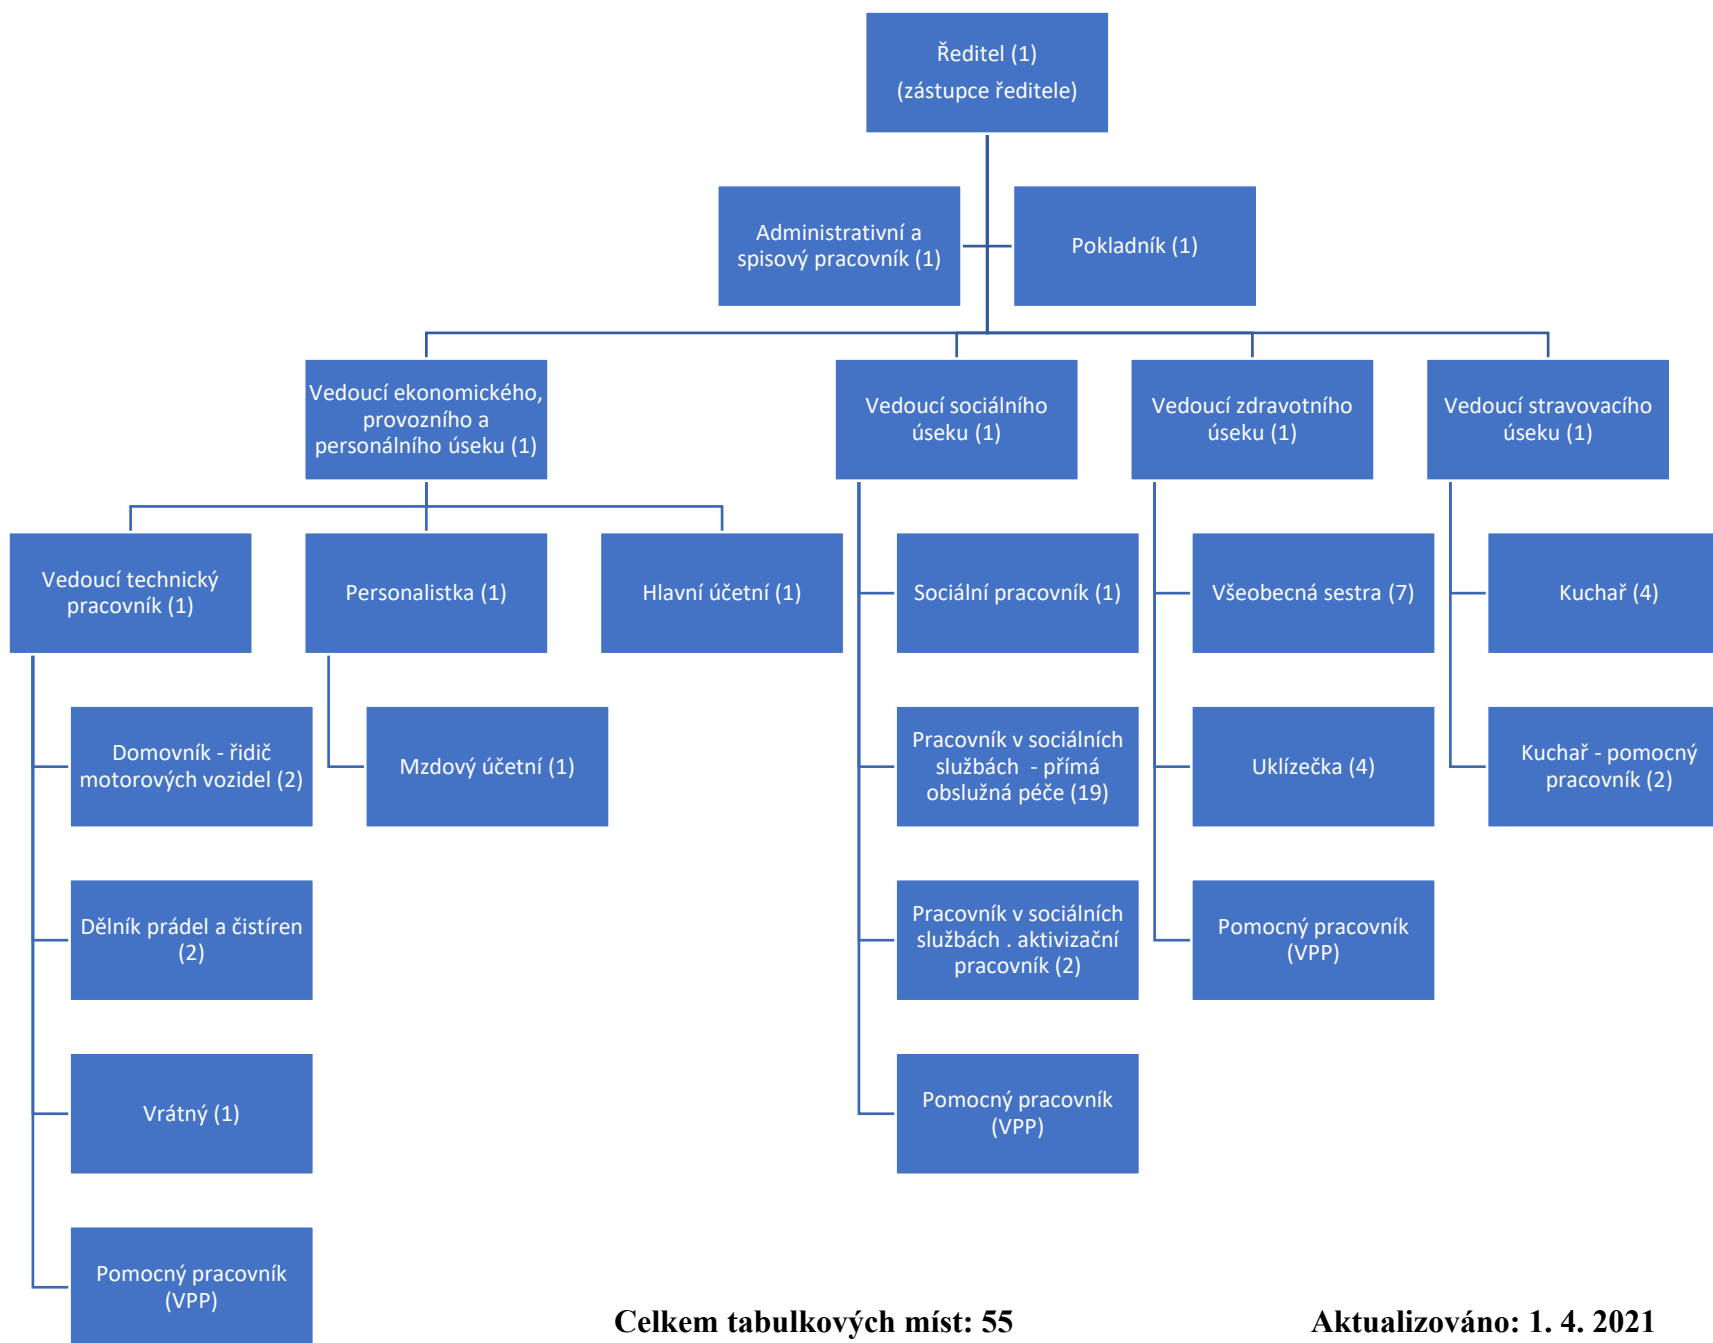 Ředitel (1)
(zástupce ředitele)
Administrativní a
spisový pracovník (1)
Pokladník (1)
Vedoucí ekonomického,
provozního a
personálního úseku (1)
Vedoucí sociálního
úseku (1)
Vedoucí zdravotního
úseku (1)
Vedoucí stravovacího
úseku (1)
Vedoucí technický
pracovník (1)
Personalistka (1)
Hlavní účetní (1)
Sociální pracovník (1)
Všeobecná sestra (7)
Kuchař (4)
Domovník - řidič
motorových vozidel (2)
Mzdový účetní (1)
Pracovník v sociálních
službách  - přímá
obslužná péče (19)
Uklízečka (4)
Kuchař - pomocný
pracovník (2)
Dělník prádel a čistíren
(2)
Pracovník v sociálních
službách . aktivizační
pracovník (2)
Pomocný pracovník
(VPP)
Vrátný (1)
Pomocný pracovník
(VPP)
Pomocný pracovník
(VPP)
Celkem tabulkových míst: 55
Aktualizováno: 1. 4. 2021